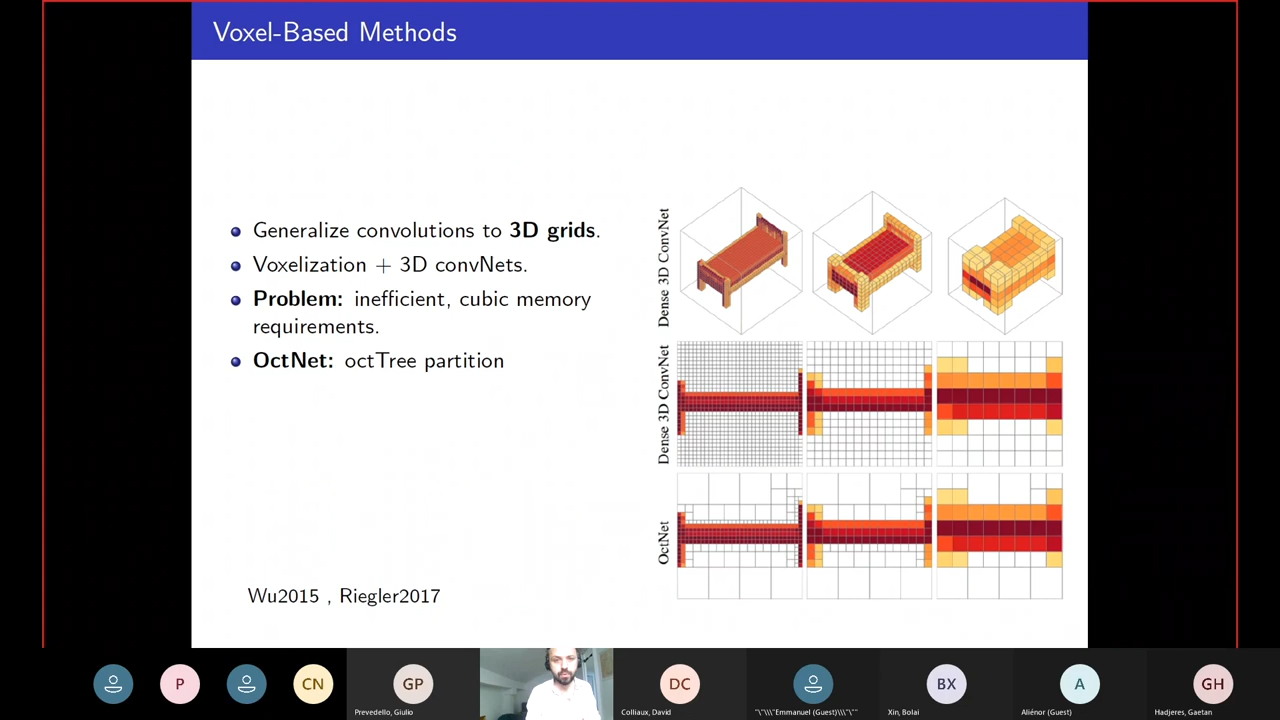 Voxel-Based Methods
Generalize convolutions to 3D grids.
Voxelization + 3D convNets.
Problem: inefficient, cubic memory
requirements.
OctNet: octTree partition
Dense 3D ConvNet
Dense 3D ConvNet
OctNet
Wu2015 , Riegler2017
P
CN
GP
DC
BX
A
GH
Prevedello, Giulio
Colliaux, David
"\"\\\"Emmanuel (Guest)\\\"\""
Xin, Bolai
Aliénor (Guest)
Hadjeres, Gaetan